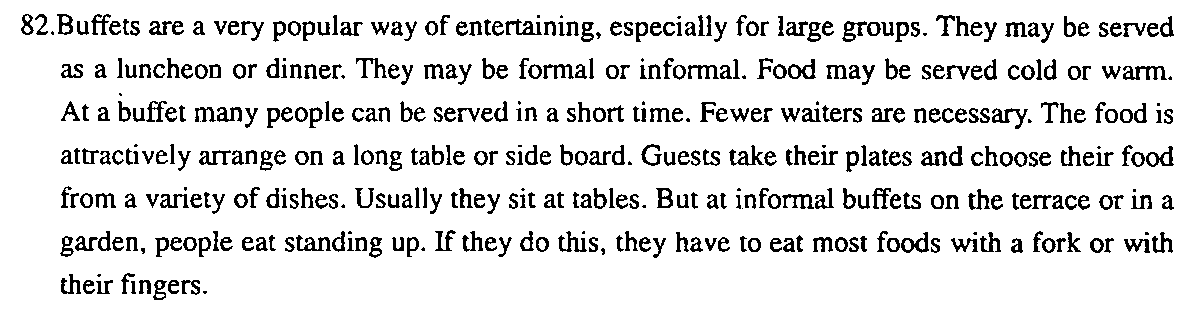 82.Buffets are a very popular way of entertaining, especially for large groups. They may be served
as a luncheon or dinner. They may be formal or informal. Food may be served cold or warm.
At a buffet many people can be served in a short time. Fewer waiters are necessary. The food is
attractively arrange on a long table or side board. Guests take their plates and choose their food
from a variety of dishes. Usually they sit at tables. But at informal buffets on the terrace or in a
garden, people eat standing up. If they do this, they have to eat most foods with a fork or with
their fingers.